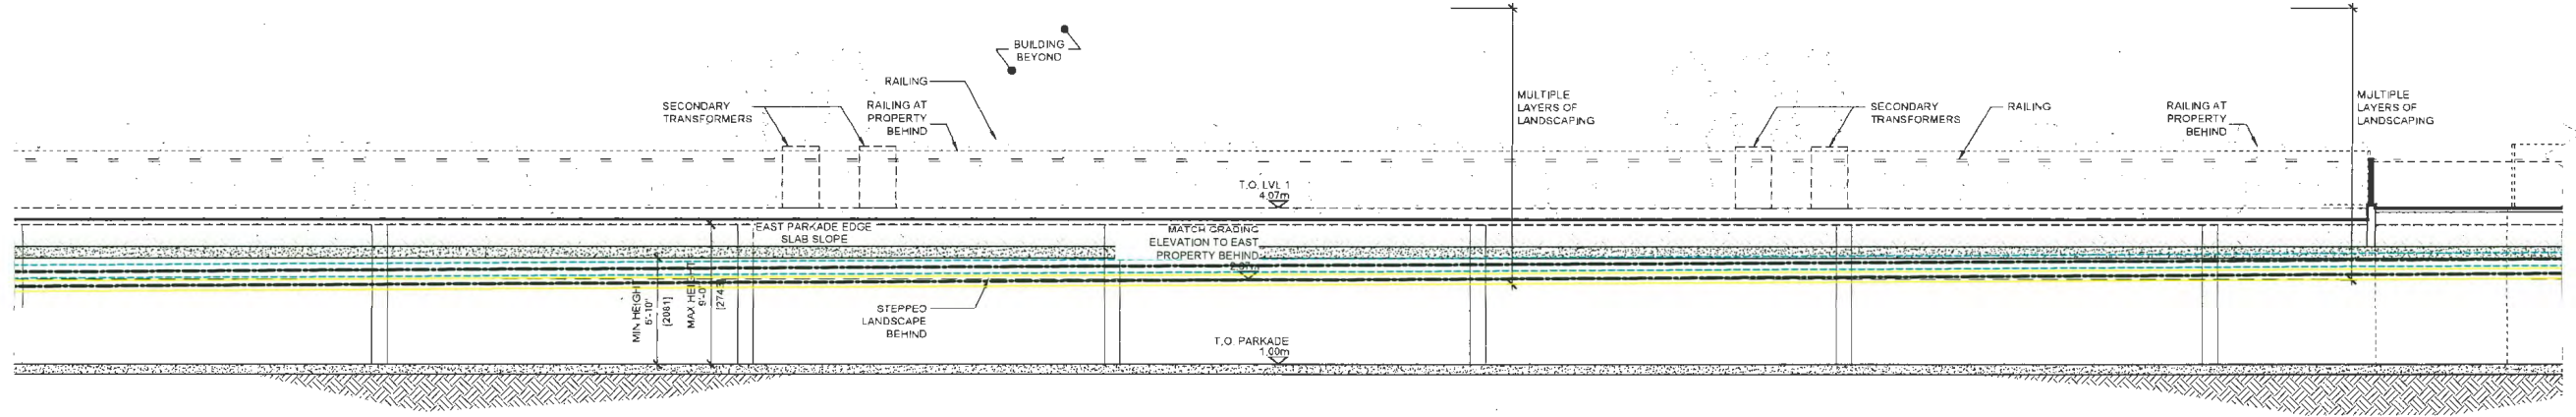 BUILDING
BEYOND
RAILING
SECONDARY
TRANSFORMERS
RAILING AT
PROPERTY
BEHIND
MULTIPLE
LAYERS OF
LANDSCAPING
SECONDARY
TRANSFORMERS
RAILING
RAILING AT
PROPERTY
BEHIND
MULTIPLE
LAYERS OF
LANDSCAPING
T.O. LVL 1
4.07m
EAST PARKADE EDGE
SLAB SLOPE
MATCH GRADING
ELEVATION TO EAST
PROPERTY BEHIND
MIN HEIGHT
6'-10"
[2081]
MAX HEIGHT
9'-0"
STEPPED
LANDSCAPE
BEHIND
T.O. PARKADE
1.00m